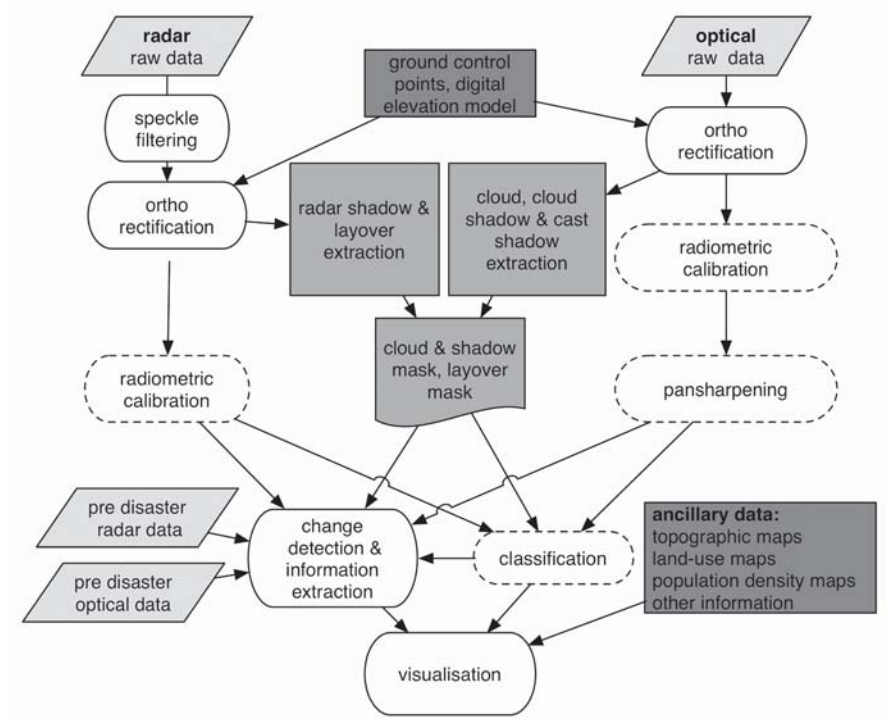 radar
raw data
optical
raw data
ground control
points, digital
elevation model
speckle
filtering
ortho
rectification
ortho
rectification
radar shadow &
layover
extraction
cloud, cloud
shadow & cast
shadow
extraction
radiometric
calibration
cloud & shadow
mask, layover
mask
radiometric
calibration
pansharpening
pre disaster
radar data
pre disaster
optical data
change
detection &
information
extraction
classification
ancillary data:
topographic maps
land-use maps
population density maps
other information
visualisation